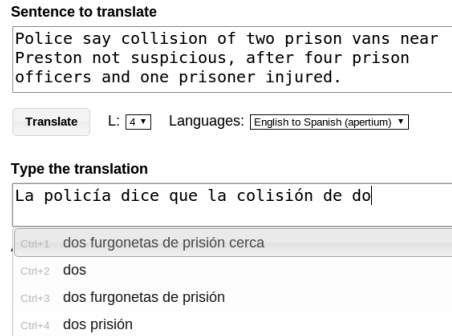 Sentence to translate
Police say collision of two prison vans near
Preston not suspicious, after four prison
officers and one prisoner injured.
Translate L: 4 ▼ Languages: English to Spanish (apertium) ▼
Type the translation
La policía dice que la colisión de do
Ctrl+1 dos furgonetas de prisión cerca
Ctrl+2 dos
Ctrl+3 dos furgonetas de prisión
Ctrl+4 dos prisión